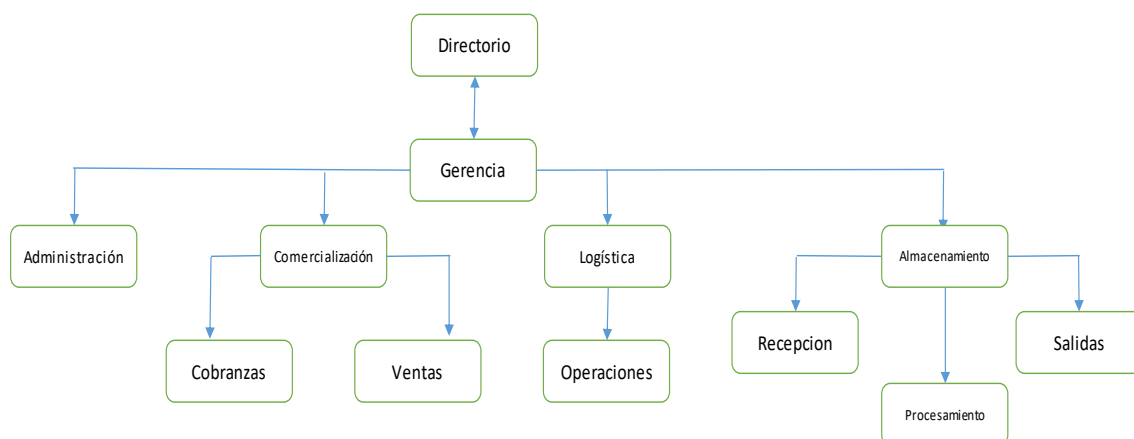 Directorio
Gerencia
Administración
Comercialización
Logística
Almacenamiento
Cobranzas
Ventas
Operaciones
Recepcion
Salidas
Procesamiento